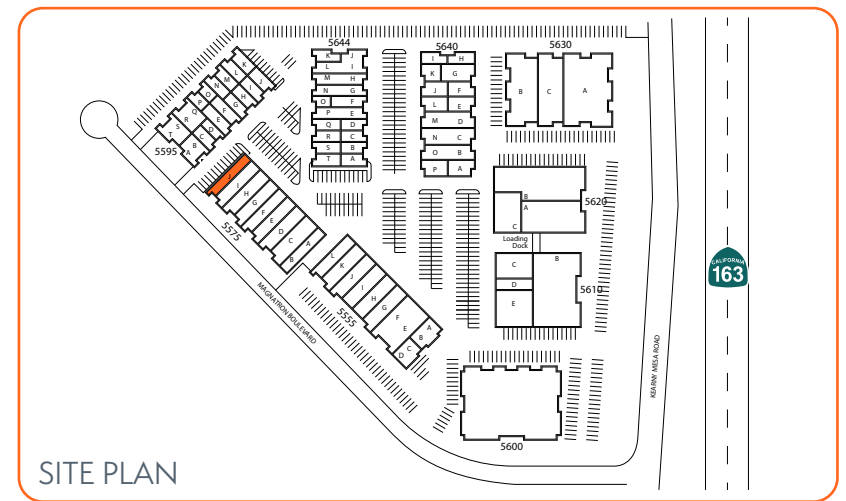 5644
5640
5630
K J
L I
M H
N G
O F
P E
Q D
R C
S B
T A
I H
K G
J F
L E
M D
N C
O B
P A
B C A
K
L J
M I
N H
O G
P F
Q E
R D
S C
T B
A
5595
J
I
H
G
F
E
D
C A
B
5575
B
A
C
5620
Loading
Dock
C B
D
E
5610
L
K
J
I
H
G
F
E A
B
C
D
5555
MAGNATRON BOULEVARD
5600
KEARNY MESA ROAD
CALIFORNIA
163
SITE PLAN